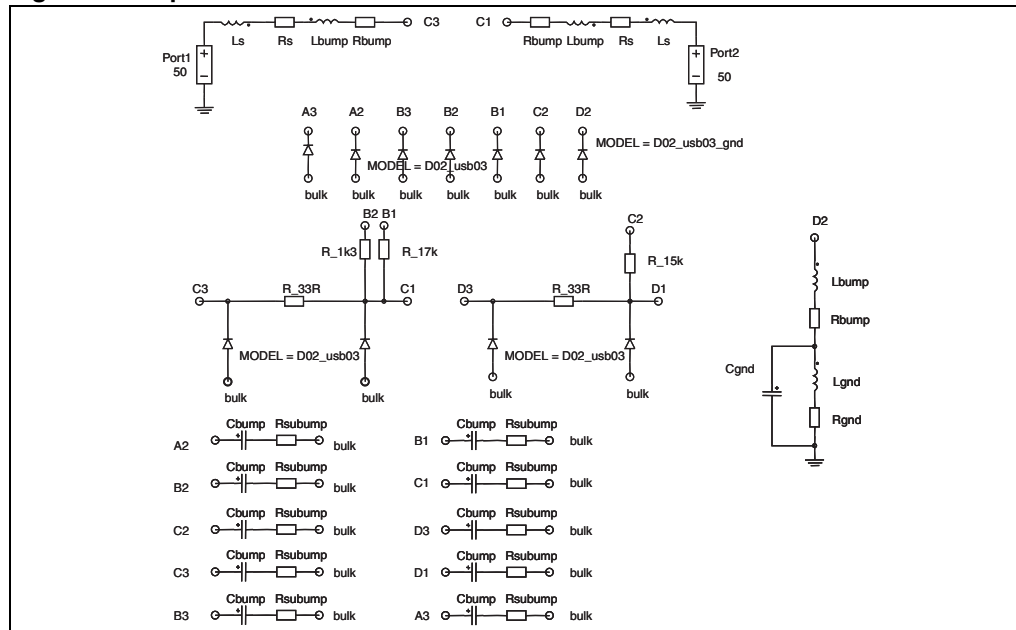 C3 C1
Ls Rs Lbump Rbump Rbump Lbump Rs Ls
Port1
50
Port2
50
A3 A2 B3 B2 B1 C2 D2
MODEL = D02_usb03_gnd
MODEL = D02_usb03
bulk bulk bulk bulk bulk bulk bulk
B2 B1
R_1k3 R_17k
C3 R_33R C1
MODEL = D02_usb03
bulk bulk
C2
R_15k
D3 R_33R D1
MODEL = D02_usb03
bulk bulk
D2
Lbump
Rbump
Cgnd
Lgnd
Rgnd
Cbump Rsubump
A2 bulk
Cbump Rsubump
B1 bulk
Cbump Rsubump
B2 bulk
Cbump Rsubump
C1 bulk
Cbump Rsubump
C2 bulk
Cbump Rsubump
D3 bulk
Cbump Rsubump
C3 bulk
Cbump Rsubump
D1 bulk
Cbump Rsubump
B3 bulk
Cbump Rsubump
A3 bulk